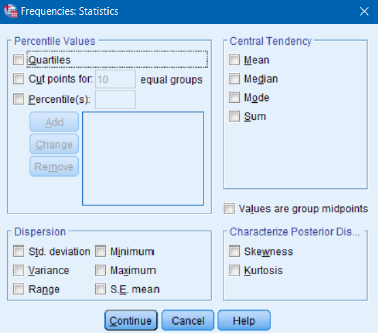 Frequencies: Statistics
Percentile Values
Quartiles
Cut points for: 10 equal groups
Percentile(s):
Add
Change
Remove
Central Tendency
Mean
Median
Mode
Sum
Values are group midpoints
Dispersion
Std. deviation Minimum
Variance Maximum
Range S.E. mean
Characterize Posterior Dis...
Skewness
Kurtosis
Continue Cancel Help